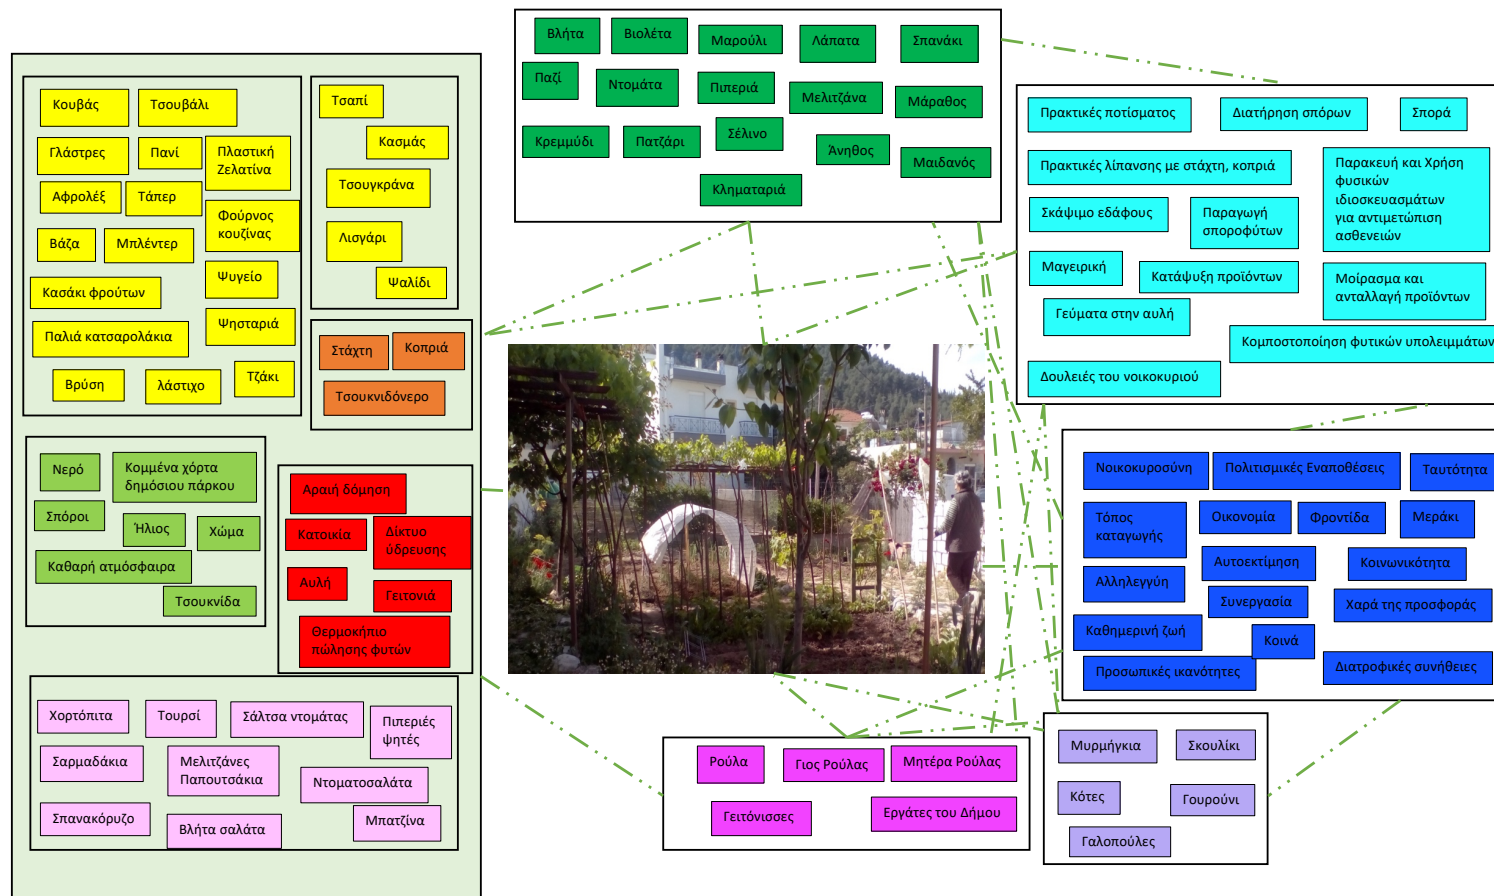 Βλήτα
Βιολέτα
Μαρούλι
Λάπατα
Σπανάκι
Παζί
Ντομάτα
Πιπεριά
Μελιτζάνα
Μάραθος
Κρεμμύδι
Πατζάρι
Σέλινο
Άνηθος
Μαιδανός
Κληματαριά
Κουβάς
Τσουβάλι
Γλάστρες
Πανί
Πλαστική
Ζελατίνα
Αφρολέξ
Τάπερ
Φούρνος
κουζίνας
Βάζα
Μπλέντερ
Ψυγείο
Κασάκι φρούτων
Ψησταριά
Παλιά κατσαρολάκια
Βρύση
λάστιχο
Τζάκι
Τσαπί
Κασμάς
Τσουγκράνα
Λισγάρι
Ψαλίδι
Στάχτη
Κοπριά
Τσουκνιδόνερο
Νερό
Κομμένα χόρτα
δημόσιου πάρκου
Σπόροι
Ήλιος
Χώμα
Καθαρή ατμόσφαιρα
Τσουκνίδα
Αραιή δόμηση
Κατοικία
Δίκτυο
ύδρευσης
Αυλή
Γειτονιά
Θερμοκήπιο
πώλησης φυτών
Χορτόπιτα
Τουρσί
Σάλτσα ντομάτας
Πιπεριές
ψητές
Σαρμαδάκια
Μελιτζάνες
Παπουτσάκια
Ντοματοσαλάτα
Σπανακόρυζο
Βλήτα σαλάτα
Μπατζίνα
Πρακτικές ποτίσματος
Διατήρηση σπόρων
Σπορά
Πρακτικές λίπανσης με στάχτη, κοπριά
Παρακευή και Χρήση
φυσικών
ιδιοσκευασμάτων
για αντιμετώπιση
ασθενειών
Σκάψιμο εδάφους
Παραγωγή
σποροφύτων
Μαγειρική
Κατάψυξη προϊόντων
Μοίρασμα και
ανταλλαγή προϊόντων
Γεύματα στην αυλή
Κομποστοποίηση φυτικών υπολειμμάτων
Δουλειές του νοικοκυριού
Νοικοκυροσύνη
Πολιτισμικές Εναποθέσεις
Ταυτότητα
Τόπος
καταγωγής
Οικονομία
Φροντίδα
Μεράκι
Αυτοεκτίμηση
Κοινωνικότητα
Αλληλεγγύη
Συνεργασία
Χαρά της προσφοράς
Καθημερινή ζωή
Κοινά
Προσωπικές ικανότητες
Διατροφικές συνήθειες
Ρούλα
Γιος Ρούλας
Μητέρα Ρούλας
Γειτόνισσες
Εργάτες του Δήμου
Μυρμήγκια
Σκουλίκι
Κότες
Γουρούνι
Γαλοπούλες